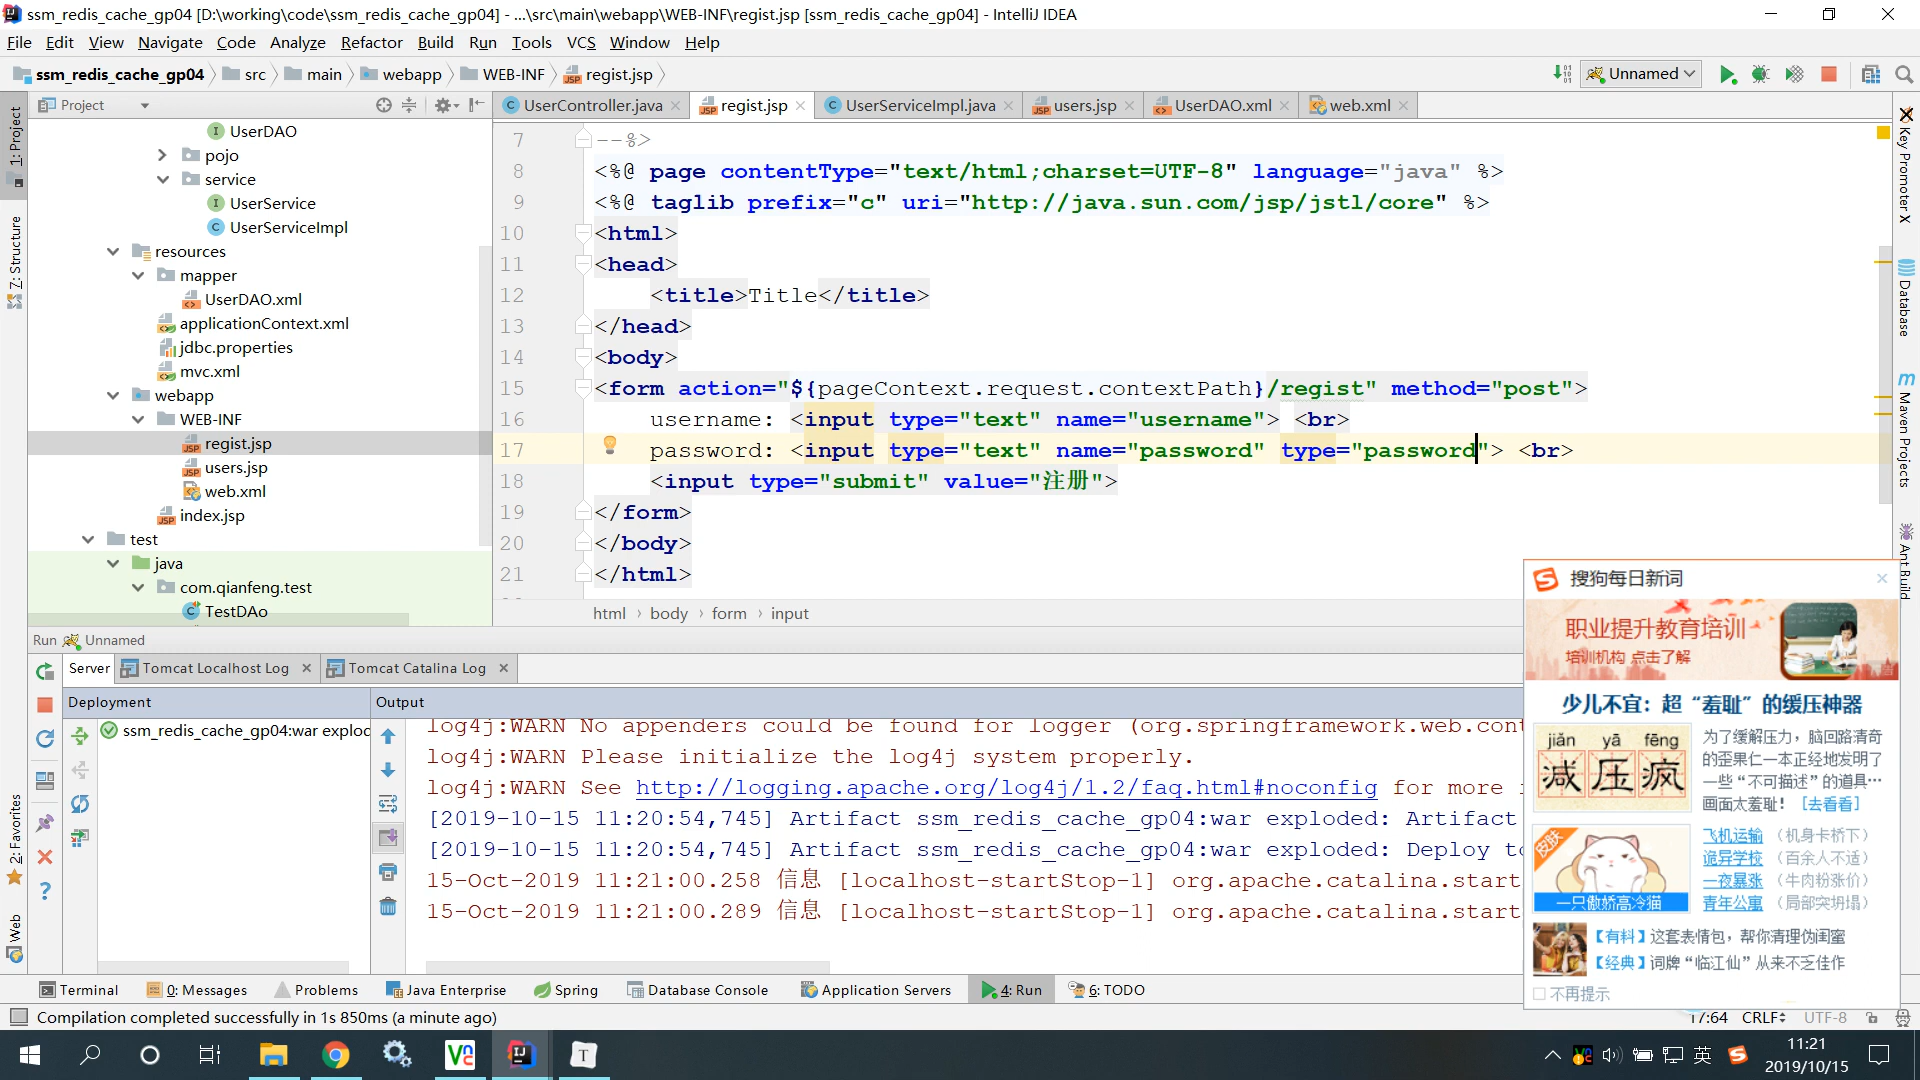 ssm_redis_cache_gp04 [D:\working\code\ssm_redis_cache_gp04] - ...\src\main\webapp\WEB-INF\regist.jsp [ssm_redis_cache_gp04] - IntelliJ IDEA
File Edit View Navigate Code Analyze Refactor Build Run Tools VCS Window Help
ssm_redis_cache_gp04 src main webapp WEB-INF regist.jsp
Unnamed
Project
UserController.java regist.jsp UserServiceImpl.java users.jsp UserDAO.xml web.xml
1: Project
Z: Structure
2: Favorites
Web
UserDAO
pojo
service
UserService
UserServiceImpl
resources
mapper
UserDAO.xml
applicationContext.xml
jdbc.properties
mvc.xml
webapp
WEB-INF
regist.jsp
users.jsp
web.xml
index.jsp
test
java
com.qianfeng.test
TestDAo
7 --%>
8 <%@ page contentType="text/html;charset=UTF-8" language="java" %>
9 <%@ taglib prefix="c" uri="http://java.sun.com/jsp/jstl/core" %>
10 <html>
11 <head>
12 <title>Title</title>
13 </head>
14 <body>
15 <form action="${pageContext.request.contextPath}/regist" method="post">
16 username: <input type="text" name="username"> <br>
17 password: <input type="text" name="password" type="password"> <br>
18 <input type="submit" value="注册">
19 </form>
20 </body>
21 </html>
html › body › form › input
Key Promoter X
Database
Maven Projects
Ant Build
Run Unnamed
Server Tomcat Localhost Log Tomcat Catalina Log
Deployment
Output
ssm_redis_cache_gp04:war explod
log4j:WARN No appenders could be found for logger (org.springframework.web.cont
log4j:WARN Please initialize the log4j system properly.
log4j:WARN See http://logging.apache.org/log4j/1.2/faq.html#noconfig for more
[2019-10-15 11:20:54,745] Artifact ssm_redis_cache_gp04:war exploded: Artifact
[2019-10-15 11:20:54,745] Artifact ssm_redis_cache_gp04:war exploded: Deploy to
15-Oct-2019 11:21:00.258 信息 [localhost-startStop-1] org.apache.catalina.start
15-Oct-2019 11:21:00.289 信息 [localhost-startStop-1] org.apache.catalina.start
搜狗每日新词
职业提升教育培训
培训机构 点击了解
少儿不宜：超“羞耻”的缓压神器
jiǎn yā fēng
减压疯
为了缓解压力，脑回路清奇
的歪果仁一本正经地发明了
一些“不可描述”的道具…
画面太羞耻！[去看看]
皮肤
一只傲娇高冷猫
飞机运输（机身卡桥下）
诡异学校（百余人不适）
一夜暴涨（牛肉粉涨价）
青年公寓（局部突坍塌）
【有料】这套表情包，帮你清理伪闺蜜
【经典】词牌“临江仙”从来不乏佳作
不再提示
Terminal 0: Messages Problems Java Enterprise Spring Database Console Application Servers 4: Run 6: TODO
Compilation completed successfully in 1s 850ms (a minute ago)
17:64 CRLF UTF-8
英
11:21
2019/10/15